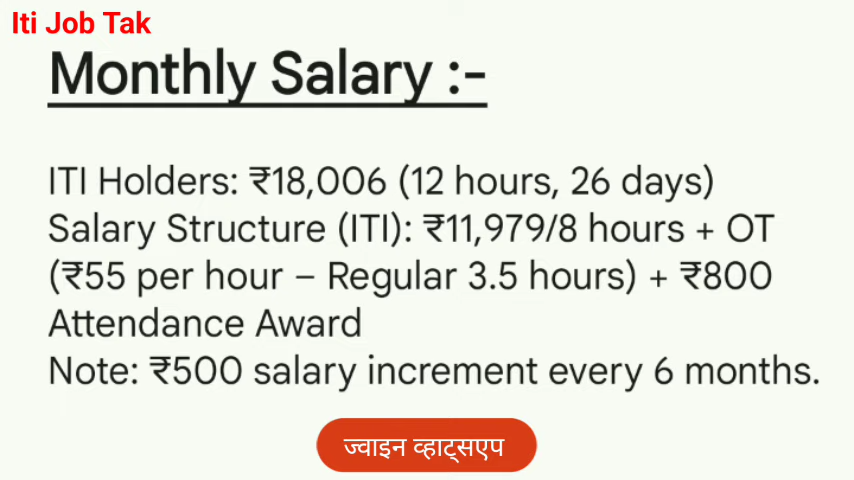 Iti Job Tak
Monthly Salary :-
ITI Holders: ₹18,006 (12 hours, 26 days)
Salary Structure (ITI): ₹11,979/8 hours + OT
(₹55 per hour – Regular 3.5 hours) + ₹800
Attendance Award
Note: ₹500 salary increment every 6 months.
ज्वाइन व्हाट्सएप